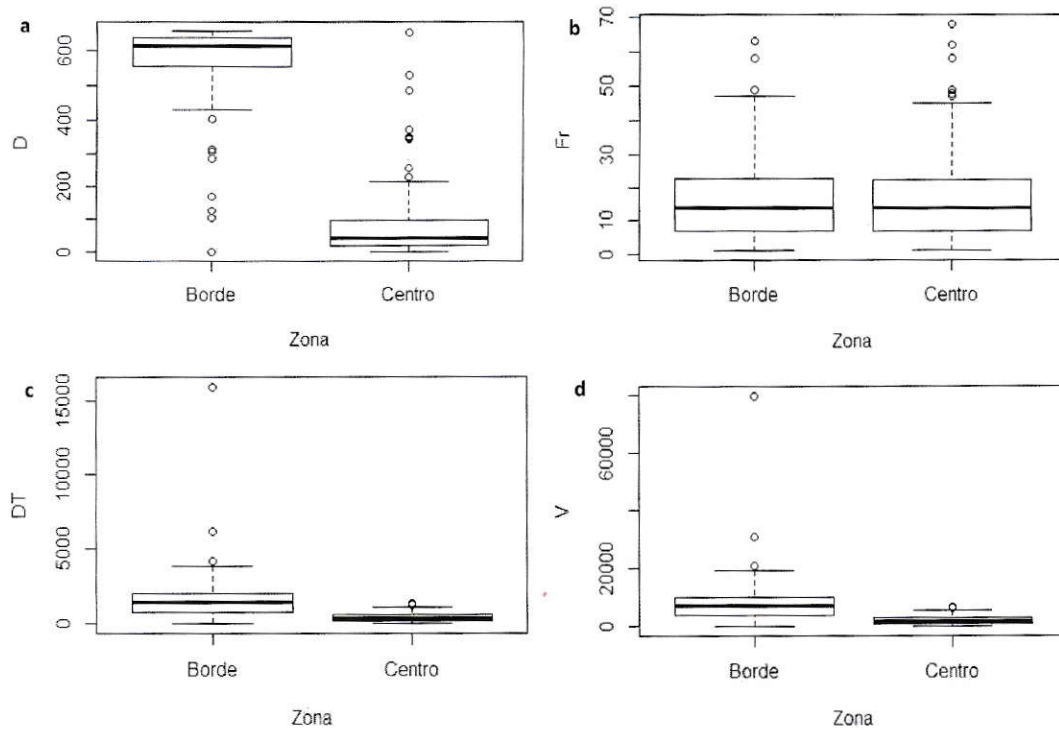 a
600
400
200
0
D
Borde
Centro
Zona
b
70
50
30
10
0
Fr
Borde
Centro
Zona
c
15000
10000
5000
0
DT
Borde
Centro
Zona
d
60000
20000
0
V
Borde
Centro
Zona